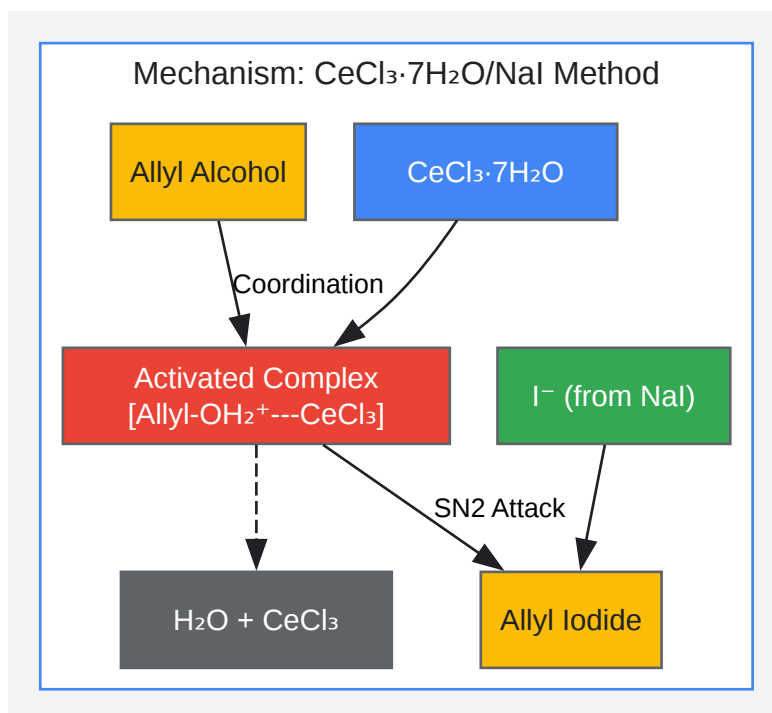 Mechanism: CeCl₃·7H₂O/NaI Method
Allyl Alcohol
CeCl₃·7H₂O
Coordination
Activated Complex
[Allyl-OH₂⁺---CeCl₃]
I⁻ (from NaI)
SN2 Attack
H₂O + CeCl₃
Allyl Iodide